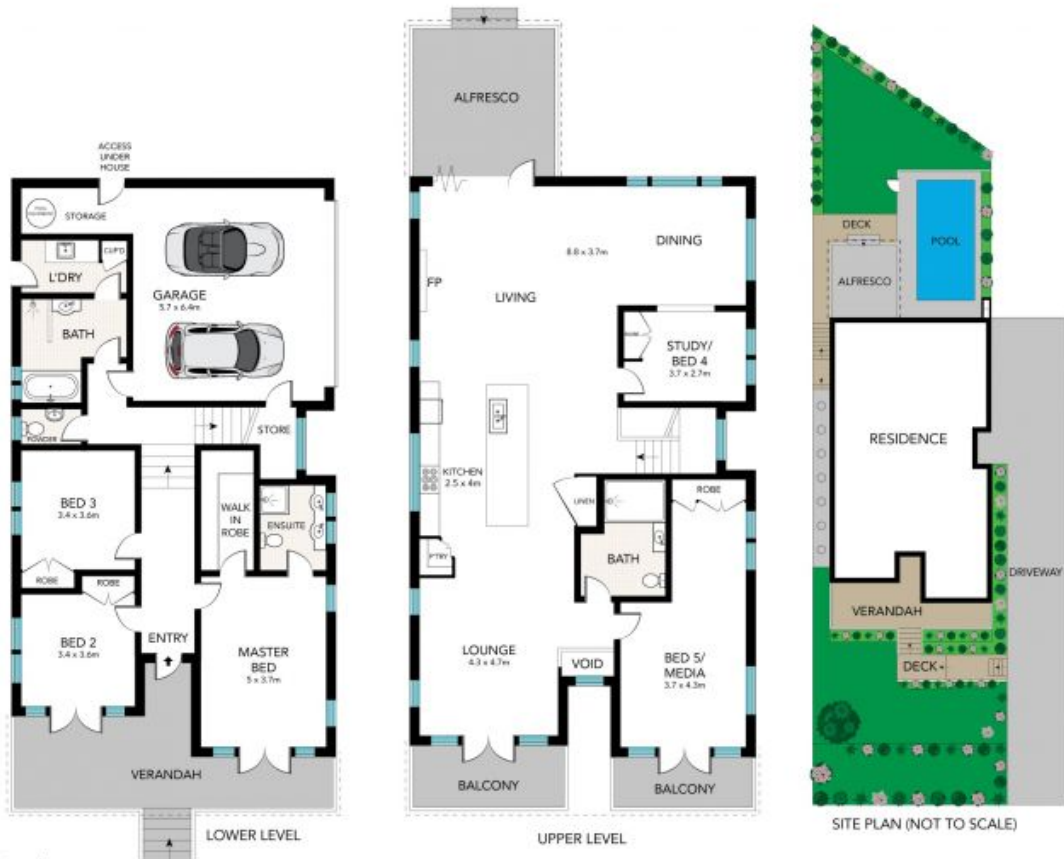 ACCESS
UNDER
HOUSE
STORAGE
L'DRY
CUP'D
GARAGE
5.7 x 6.4m
BATH
POWDER
STORE
BED 3
3.4 x 3.6m
WALK
IN
ROBE
ENSUITE
ROBE
ROBE
BED 2
3.4 x 3.6m
ENTRY
MASTER
BED
5 x 3.7m
VERANDAH
LOWER LEVEL
ALFRESCO
DINING
8.8 x 3.7m
FP
LIVING
STUDY/
BED 4
3.7 x 2.7m
KITCHEN
2.5 x 4m
LINEN
ROBE
P'TRY
BATH
LOUNGE
4.3 x 4.7m
VOID
BED 5/
MEDIA
3.7 x 4.3m
BALCONY
BALCONY
UPPER LEVEL
DECK
POOL
ALFRESCO
RESIDENCE
DRIVEWAY
VERANDAH
DECK
SITE PLAN (NOT TO SCALE)